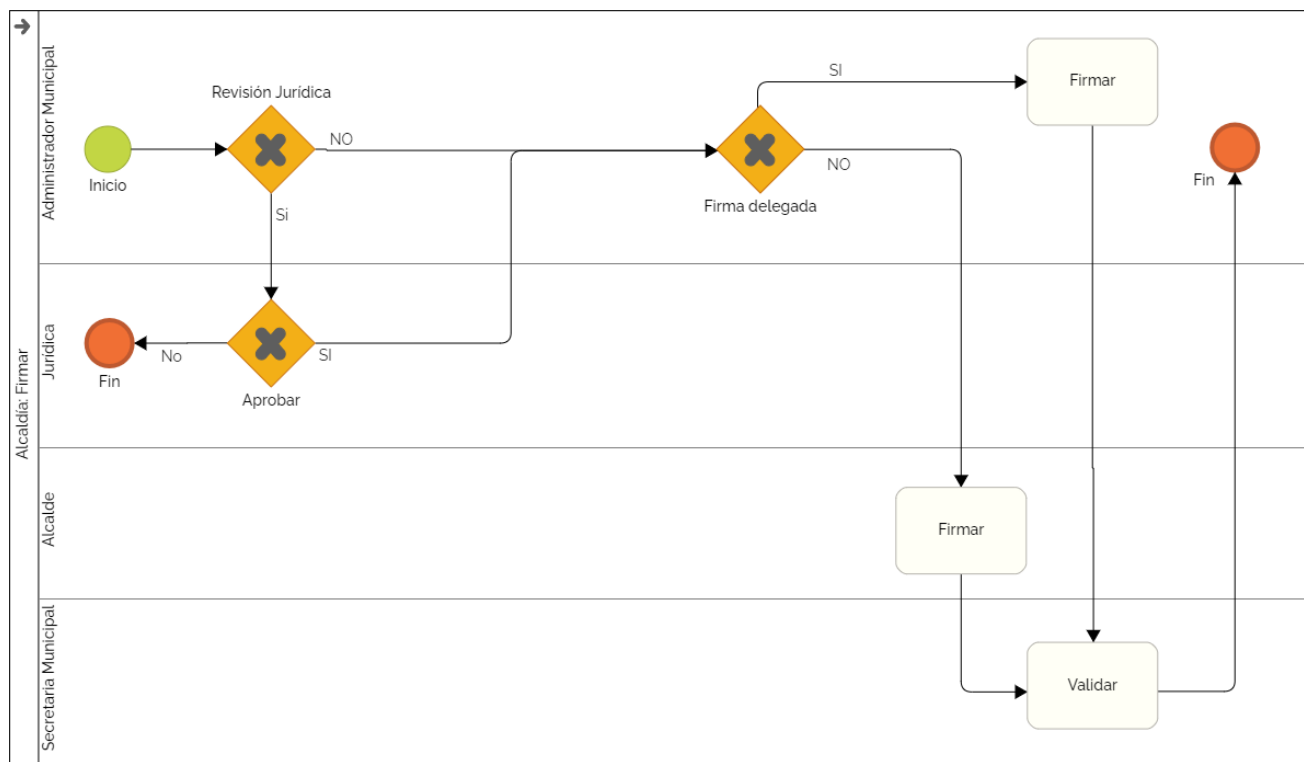 Alcaldía: Firmar
Administrador Municipal
Revisión Jurídica
Inicio
NO
Si
Firma delegada
SI
NO
Firmar
Fin
Jurídica
Fin
No
Aprobar
SI
Alcalde
Firmar
Secretaria Municipal
Validar